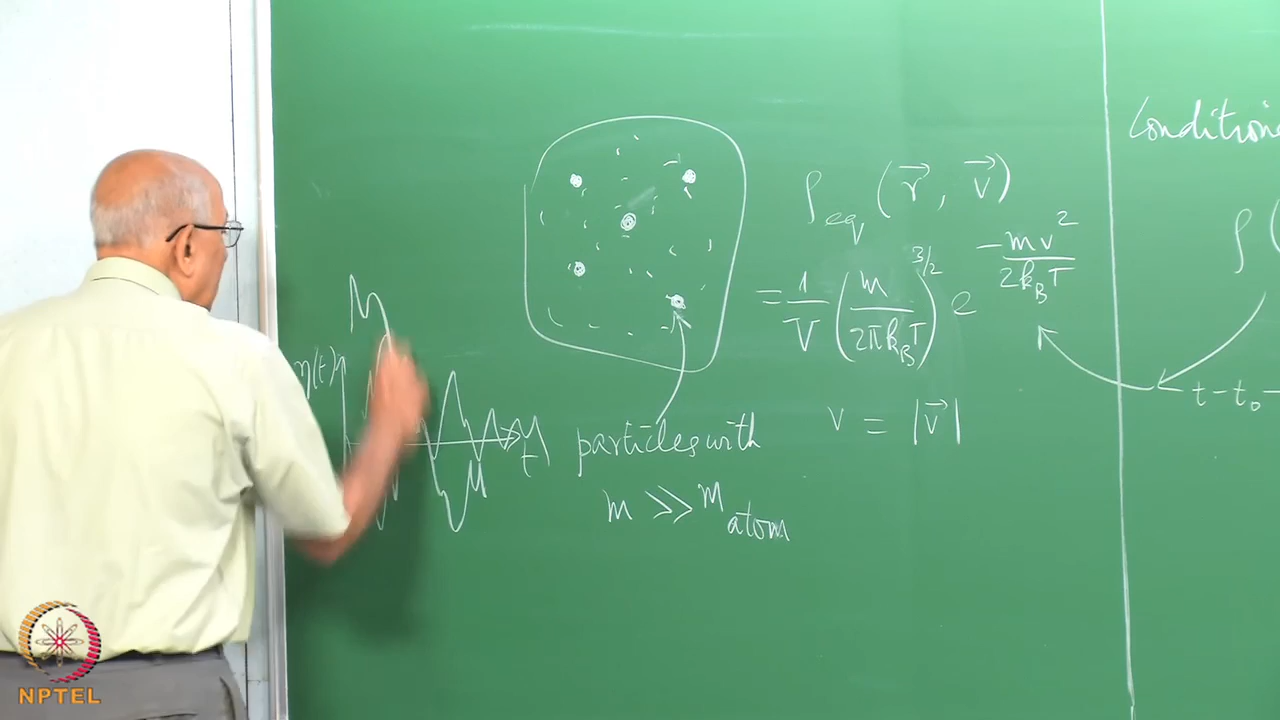 η(t)
t
particles with
m >> m_atom
ρ_eq (r⃗, v⃗)
= 1/V (m/2πk_BT)^{3/2} e^{-mv²/2k_BT}
v = |v⃗|
Condition
ρ(
t-t₀-
NPTEL